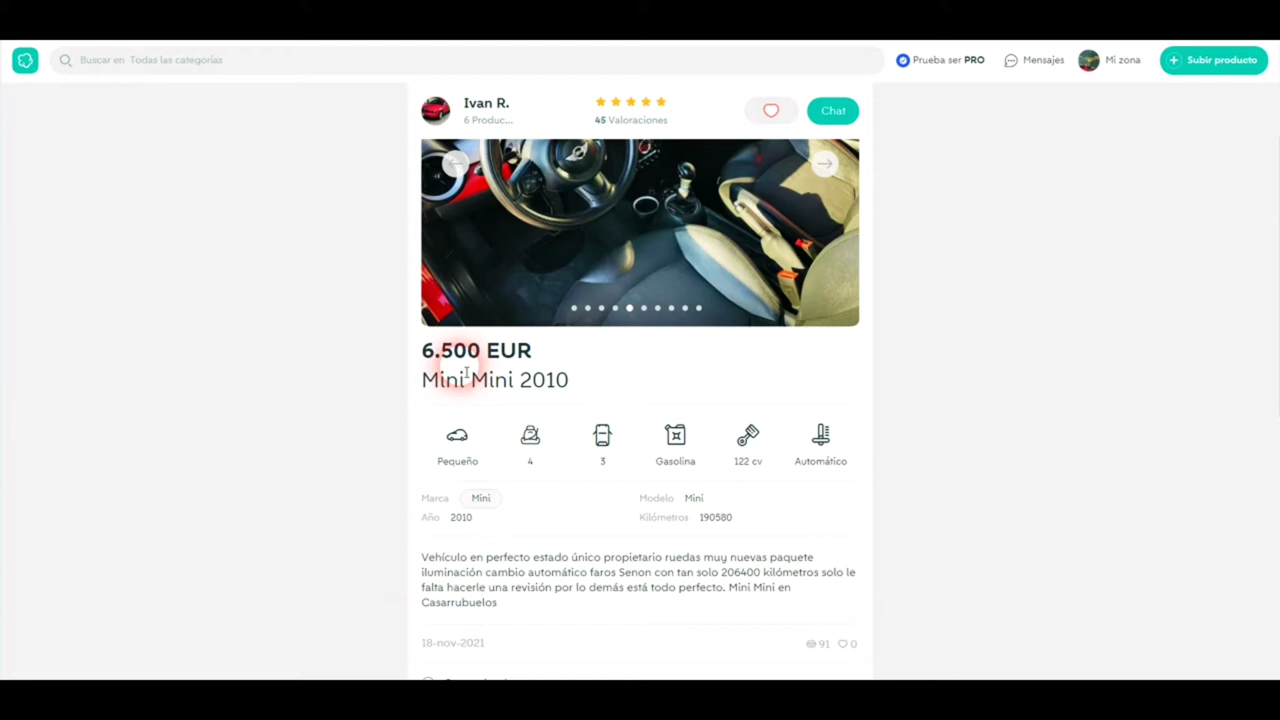 Buscar en Todas las categorías
Prueba ser PRO
Mensajes
Mi zona
Subir producto
Ivan R.
6 Produc...
45 Valoraciones
Chat
6.500 EUR
Mini Mini 2010
Pequeño
4
3
Gasolina
122 cv
Automático
Marca Mini
Modelo Mini
Año 2010
Kilómetros 190580
Vehículo en perfecto estado único propietario ruedas muy nuevas paquete
iluminación cambio automático faros Senon con tan solo 206400 kilómetros solo le
falta hacerle una revisión por lo demás está todo perfecto. Mini Mini en
Casarrubuelos
18-nov-2021
91
0